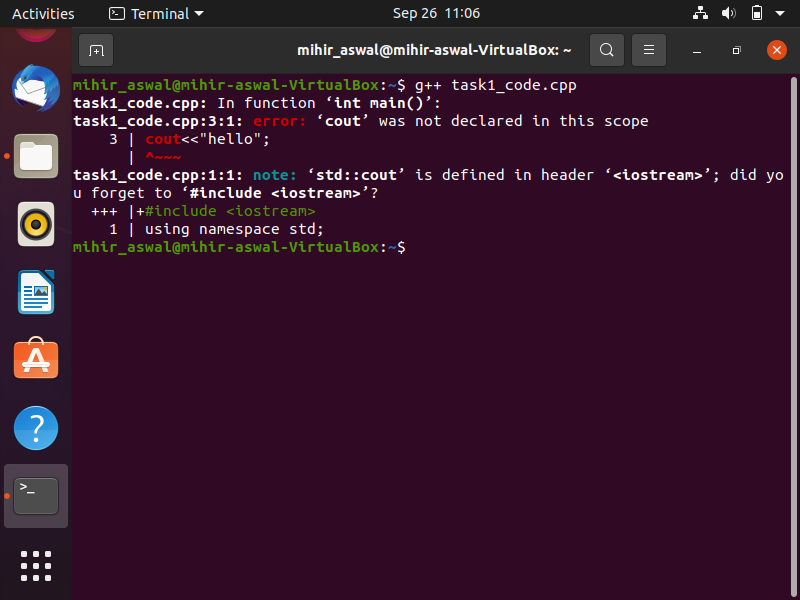 Activities Terminal Sep 26 11:06
mihir_aswal@mihir-aswal-VirtualBox: ~
mihir_aswal@mihir-aswal-VirtualBox:~$ g++ task1_code.cpp
task1_code.cpp: In function ‘int main()’:
task1_code.cpp:3:1: error: ‘cout’ was not declared in this scope
    3 | cout<<"hello";
      | ^~~~
task1_code.cpp:1:1: note: ‘std::cout’ is defined in header ‘<iostream>’; did yo
u forget to ‘#include <iostream>’?
  +++ |+#include <iostream>
    1 | using namespace std;
mihir_aswal@mihir-aswal-VirtualBox:~$